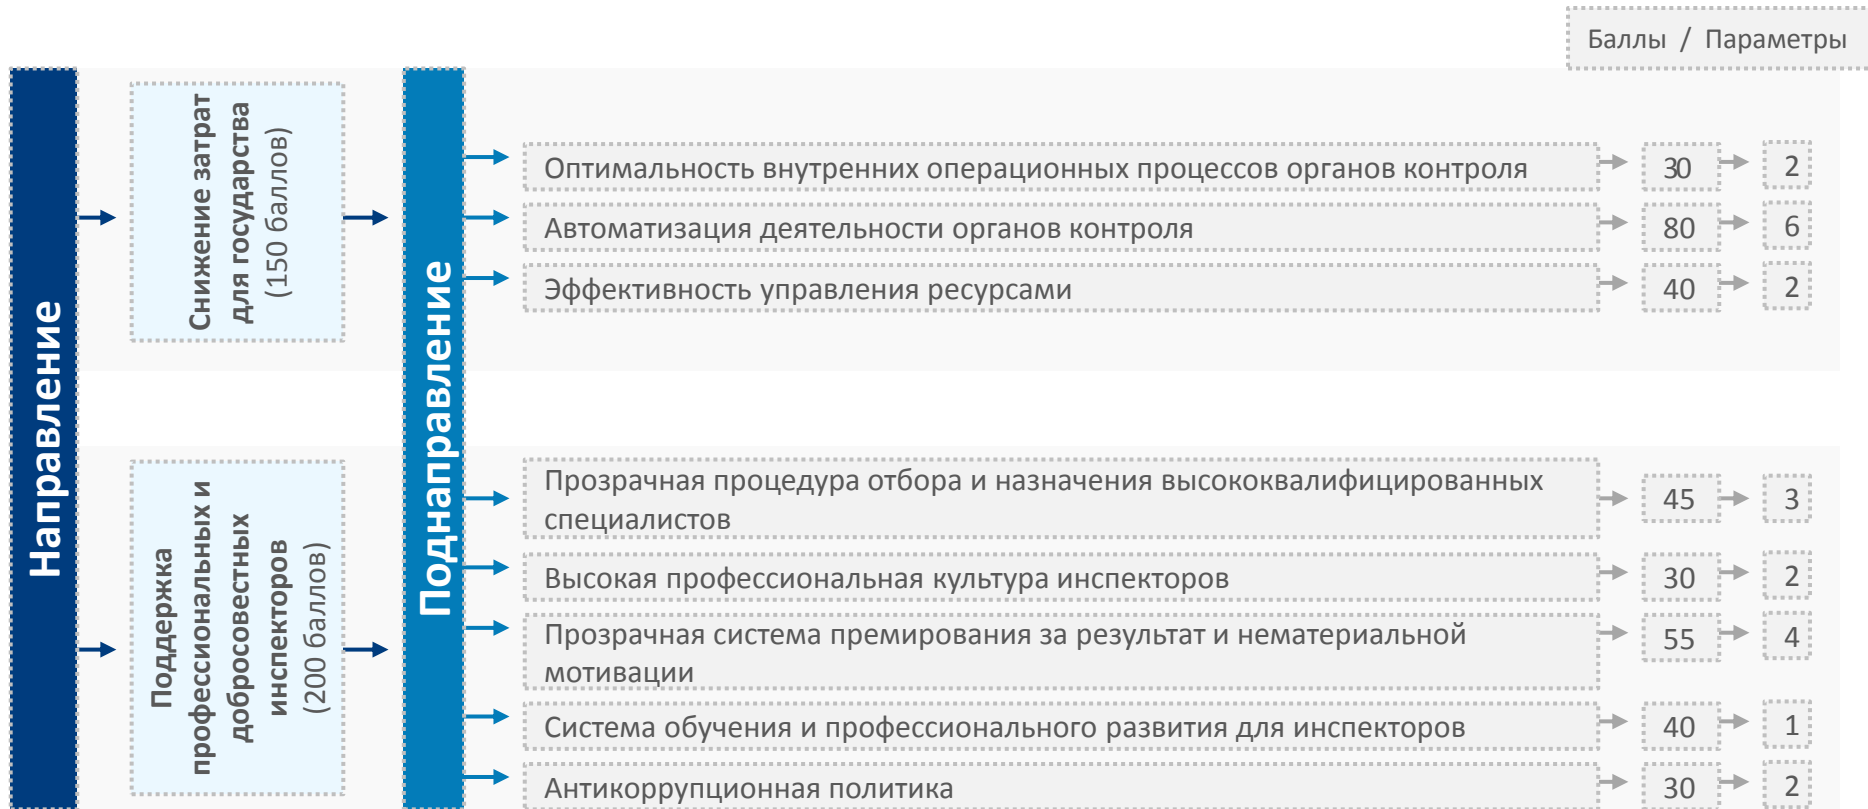 Баллы / Параметры
Направление
Снижение затрат
для государства
(150 баллов)
Поднаправление
Оптимальность внутренних операционных процессов органов контроля
30
2
Автоматизация деятельности органов контроля
80
6
Эффективность управления ресурсами
40
2
Поддержка
профессиональных и
добросовестных
инспекторов
(200 баллов)
Прозрачная процедура отбора и назначения высококвалифицированных
специалистов
45
3
Высокая профессиональная культура инспекторов
30
2
Прозрачная система премирования за результат и нематериальной
мотивации
55
4
Система обучения и профессионального развития для инспекторов
40
1
Антикоррупционная политика
30
2